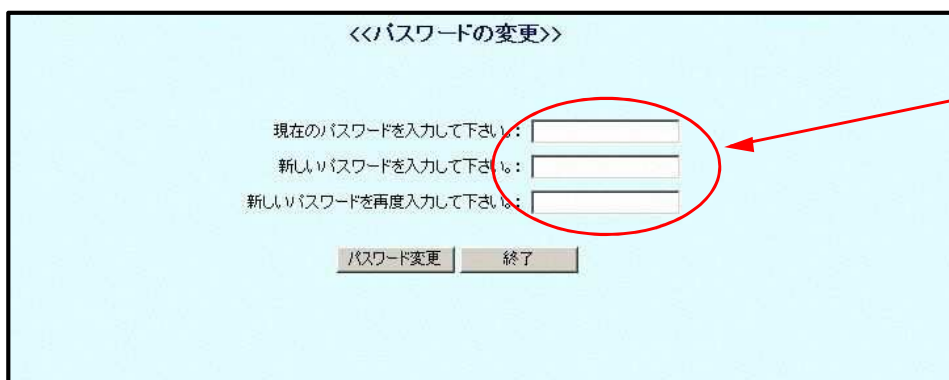 <<パスワードの変更>>
現在のパスワードを入力して下さい。:
新しいパスワードを入力して下さい。:
新しいパスワードを再度入力して下さい。:
パスワード変更 終了